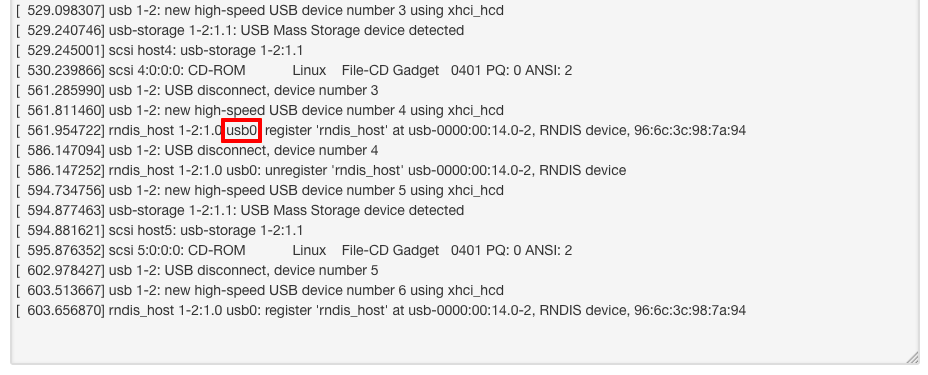 [  529.098307] usb 1-2: new high-speed USB device number 3 using xhci_hcd
[  529.240746] usb-storage 1-2:1.1: USB Mass Storage device detected
[  529.245001] scsi host4: usb-storage 1-2:1.1
[  530.239866] scsi 4:0:0:0: CD-ROM            Linux    File-CD Gadget   0401 PQ: 0 ANSI: 2
[  561.285990] usb 1-2: USB disconnect, device number 3
[  561.811460] usb 1-2: new high-speed USB device number 4 using xhci_hcd
[  561.954722] rndis_host 1-2:1.0 usb0: register 'rndis_host' at usb-0000:00:14.0-2, RNDIS device, 96:6c:3c:98:7a:94
[  586.147094] usb 1-2: USB disconnect, device number 4
[  586.147252] rndis_host 1-2:1.0 usb0: unregister 'rndis_host' usb-0000:00:14.0-2, RNDIS device
[  594.734756] usb 1-2: new high-speed USB device number 5 using xhci_hcd
[  594.877463] usb-storage 1-2:1.1: USB Mass Storage device detected
[  594.881621] scsi host5: usb-storage 1-2:1.1
[  595.876352] scsi 5:0:0:0: CD-ROM            Linux    File-CD Gadget   0401 PQ: 0 ANSI: 2
[  602.978427] usb 1-2: USB disconnect, device number 5
[  603.513667] usb 1-2: new high-speed USB device number 6 using xhci_hcd
[  603.656870] rndis_host 1-2:1.0 usb0: register 'rndis_host' at usb-0000:00:14.0-2, RNDIS device, 96:6c:3c:98:7a:94